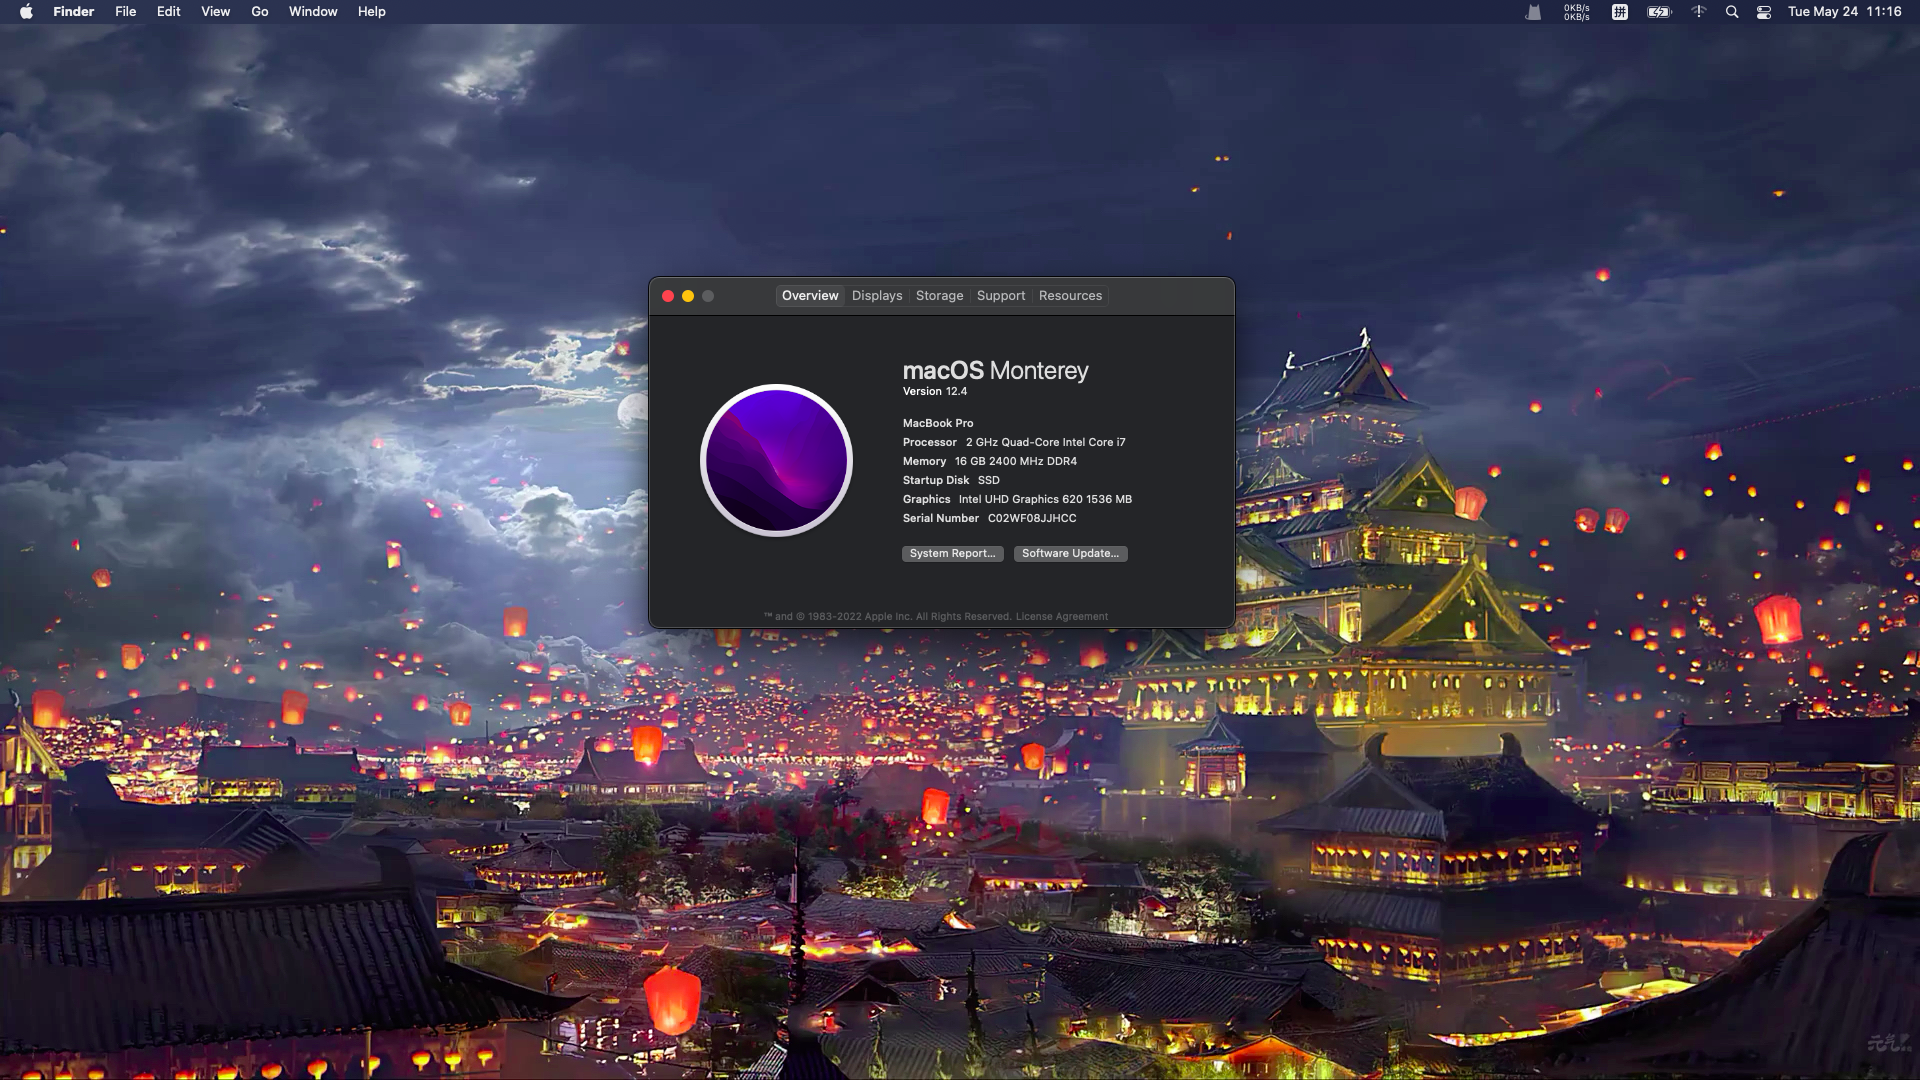 Finder File Edit View Go Window Help 0KB/s 0KB/s 拼 Tue May 24 11:16
Overview Displays Storage Support Resources
macOS Monterey
Version 12.4
MacBook Pro
Processor 2 GHz Quad-Core Intel Core i7
Memory 16 GB 2400 MHz DDR4
Startup Disk SSD
Graphics Intel UHD Graphics 620 1536 MB
Serial Number C02WF08JJHCC
System Report... Software Update...
™ and © 1983-2022 Apple Inc. All Rights Reserved. License Agreement
元气